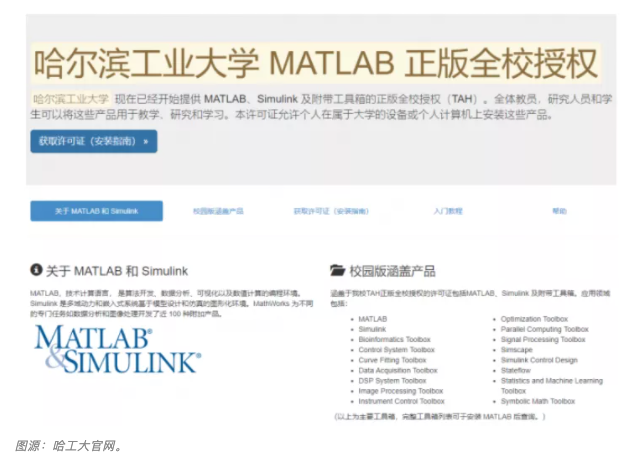 哈尔滨工业大学 MATLAB 正版全校授权
哈尔滨工业大学 现在已经开始提供 MATLAB、Simulink 及附带工具箱的正版全校授权（TAH）。全体教员、研究人员和学
生可以将这些产品用于教学、研究和学习。本许可证允许个人在属于大学的设备或个人计算机上安装这些产品。
获取许可证（安装指南） »
关于 MATLAB 和 Simulink
校园版涵盖产品
获取许可证（安装指南）
入门教程
帮助
关于 MATLAB 和 Simulink
MATLAB，技术计算语言，是算法开发、数据分析、可视化以及数值计算的编程环境。
Simulink 是多域动力和嵌入式系统基于模型设计和仿真的图形化环境。MathWorks 为不同
的专门任务如数据分析和图像处理开发了近 100 种附加产品。
MATLAB®
&SIMULINK®
校园版涵盖产品
涵盖于我校TAH正版全校授权的许可证包括MATLAB、Simulink 及附带工具箱。应用领域
包括：
• MATLAB
• Simulink
• Bioinformatics Toolbox
• Control System Toolbox
• Curve Fitting Toolbox
• Data Acquisition Toolbox
• DSP System Toolbox
• Image Processing Toolbox
• Instrument Control Toolbox
• Optimization Toolbox
• Parallel Computing Toolbox
• Signal Processing Toolbox
• Simscape
• Simulink Control Design
• Stateflow
• Statistics and Machine Learning
Toolbox
• Symbolic Math Toolbox
（以上为主要工具箱，完整工具箱列表可于安装 MATLAB 后查阅。）
图源：哈工大官网。